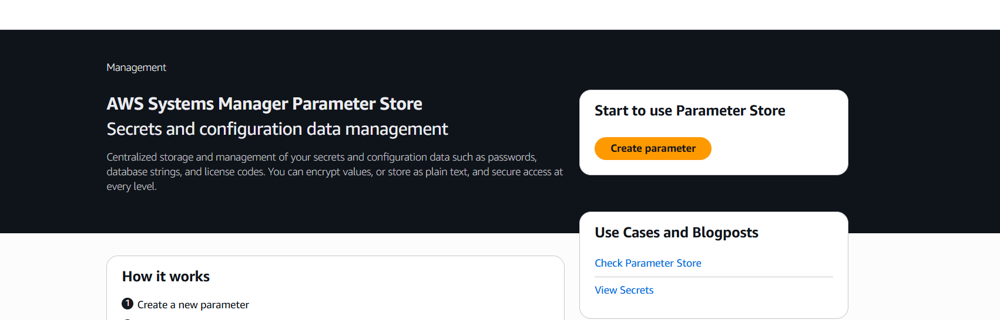 Management
AWS Systems Manager Parameter Store
Secrets and configuration data management
Centralized storage and management of your secrets and configuration data such as passwords,
database strings, and license codes. You can encrypt values, or store as plain text, and secure access at
every level.
Start to use Parameter Store
Create parameter
Use Cases and Blogposts
Check Parameter Store
View Secrets
How it works
1 Create a new parameter